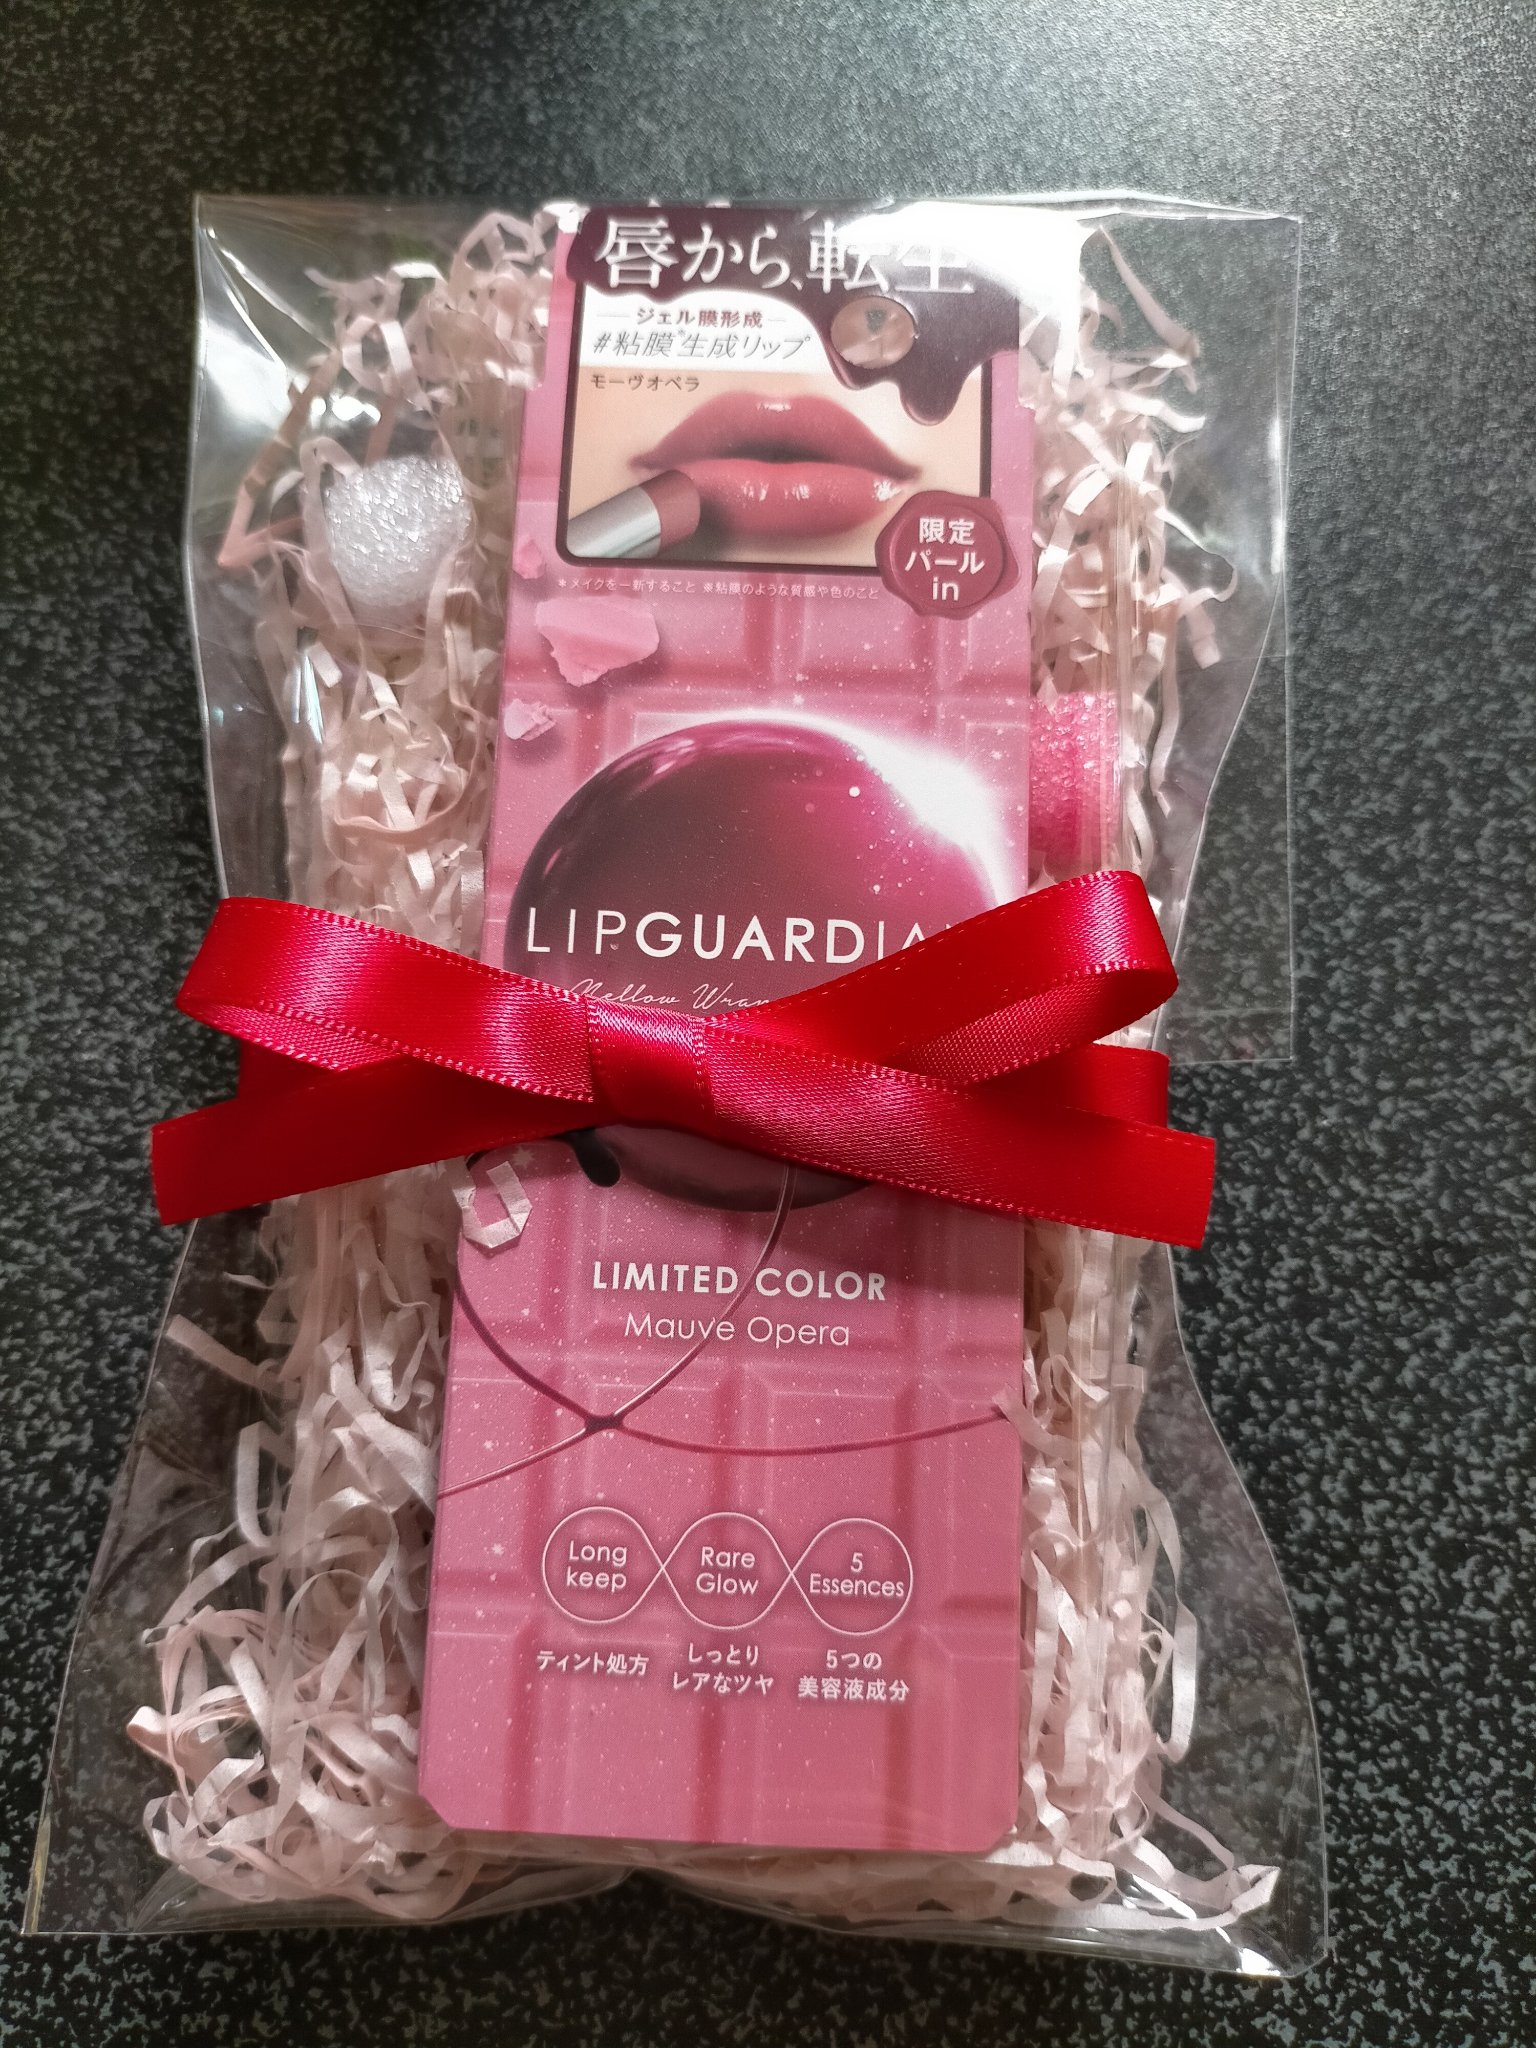 唇から、転生
ジェル膜形成
#粘膜※生成リップ
モーヴオペラ
限定
パール
in
＊メイクを一新すること ※粘膜のような質感や色のこと
LIPGUARDIA
Mellow Wra
LIMITED COLOR
Mauve Opera
Long
keep
Rare
Glow
5
Essences
ティント処方
しっとり
レアなツヤ
5つの
美容液成分